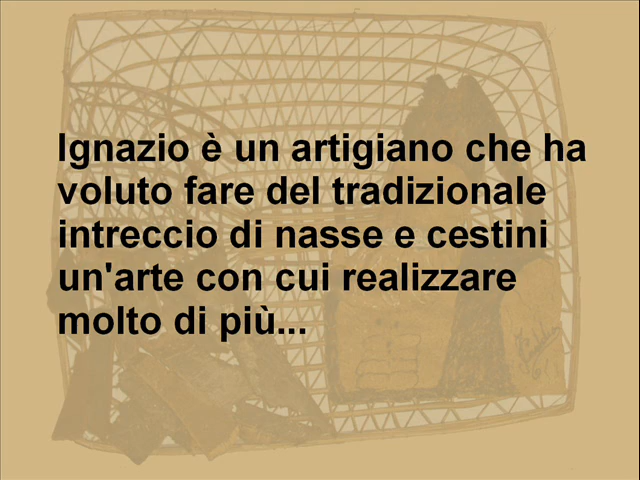 Ignazio è un artigiano che ha
voluto fare del tradizionale
intreccio di nasse e cestini
un'arte con cui realizzare
molto di più...